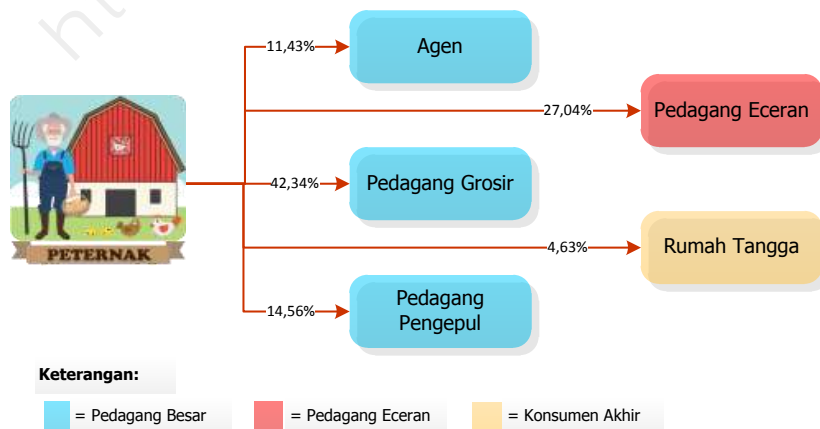 11,43%
Agen
27,04%
Pedagang Eceran
42,34%
Pedagang Grosir
4,63%
Rumah Tangga
PETERNAK
14,56%
Pedagang
Pengepul
Keterangan:
= Pedagang Besar
= Pedagang Eceran
= Konsumen Akhir